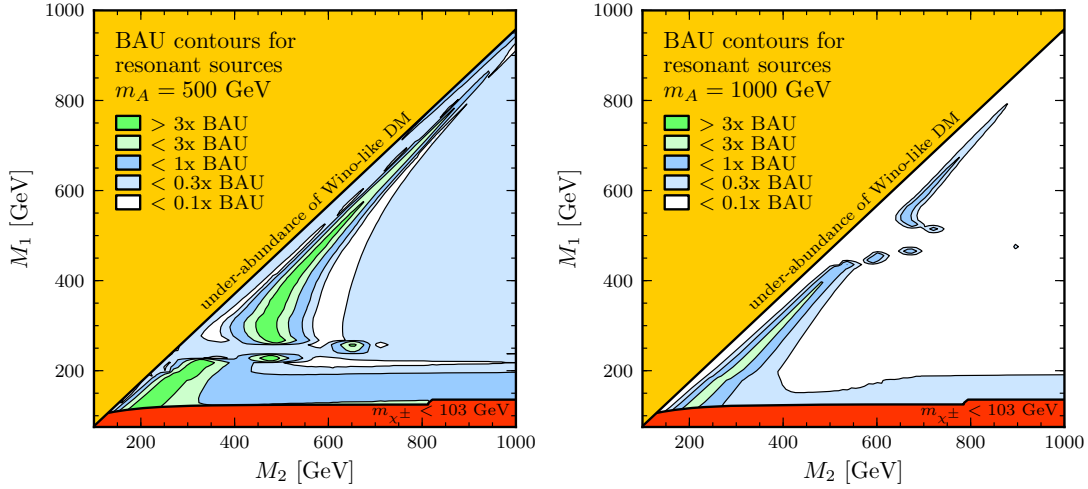 BAU contours for
resonant sources
m_A = 500 GeV
> 3x BAU
< 3x BAU
< 1x BAU
< 0.3x BAU
< 0.1x BAU
under-abundance of Wino-like DM
m_χ± < 103 GeV
1000
800
600
400
200
M₁ [GeV]
200
400
600
800
1000
M₂ [GeV]
BAU contours for
resonant sources
m_A = 1000 GeV
> 3x BAU
< 3x BAU
< 1x BAU
< 0.3x BAU
< 0.1x BAU
under-abundance of Wino-like DM
m_χ± < 103 GeV
1000
800
600
400
200
M₁ [GeV]
200
400
600
800
1000
M₂ [GeV]